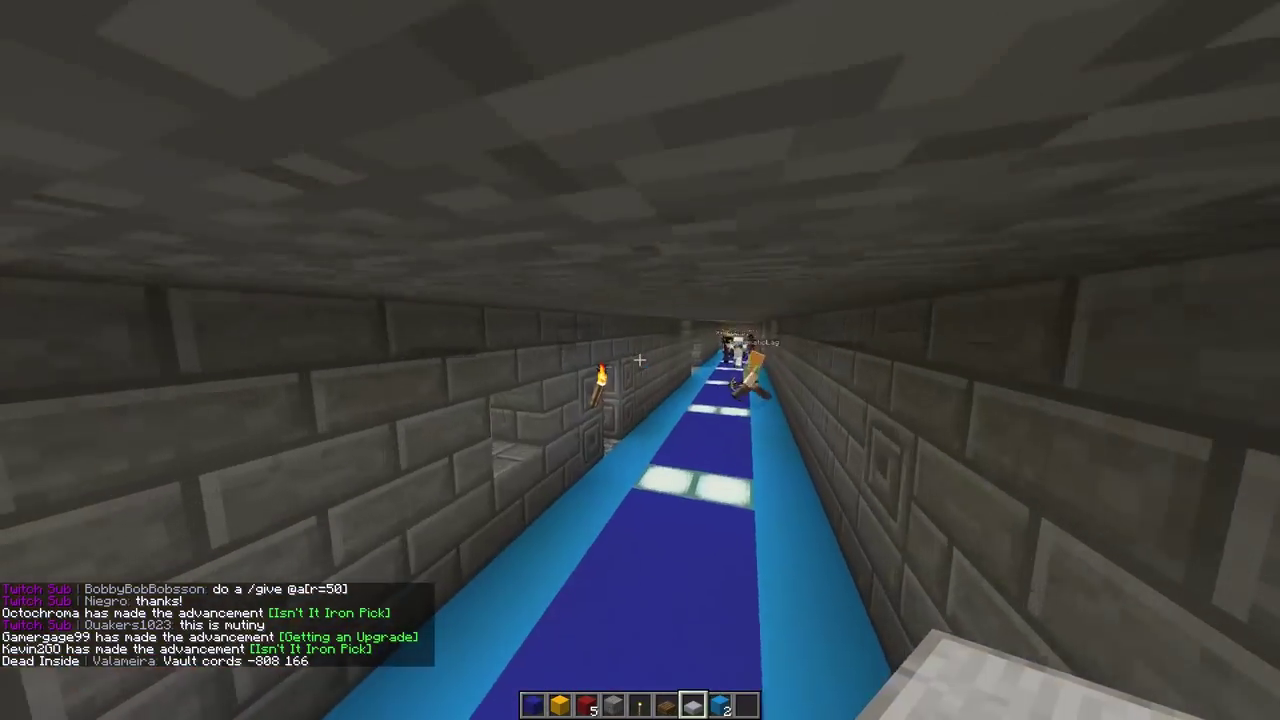 Twitch Sub | BobbyBobBobsson: do a /give @a[r=50]
Twitch Sub | Niegro: thanks!
Octochroma has made the advancement [Isn't It Iron Pick]
Twitch Sub | Quakers1023: this is mutiny
Gamergage99 has made the advancement [Getting an Upgrade]
Kevin200 has made the advancement [Isn't It Iron Pick]
Dead Inside | Valameira: Vault cords -808 166
5
2